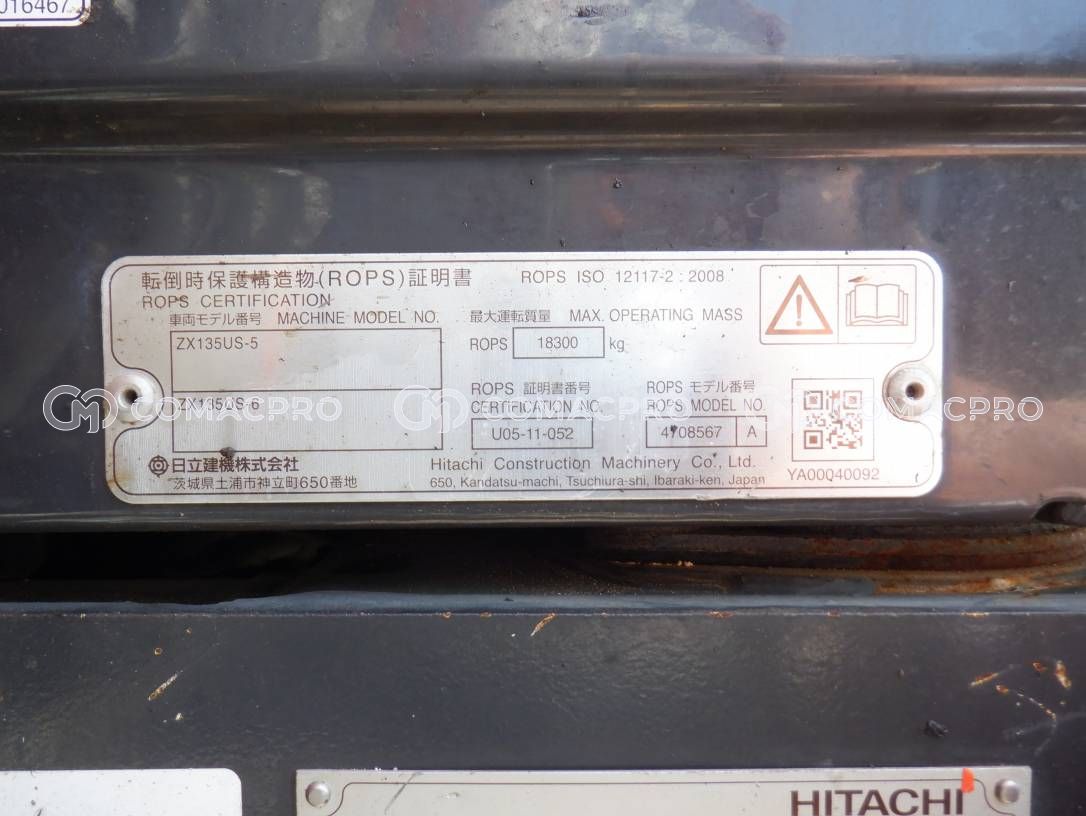 016467
転倒時保護構造物(ROPS)証明書 ROPS ISO 12117-2 : 2008
ROPS CERTIFICATION
車両モデル番号 MACHINE MODEL NO. 最大運転質量 MAX. OPERATING MASS
ZX135US-5 ROPS 18300 kg
ZX135US-6
ROPS 証明書番号 ROPS モデル番号
CERTIFICATION NO. ROPS MODEL NO.
U05-11-052 4708567 A
日立建機株式会社 Hitachi Construction Machinery Co., Ltd.
茨城県土浦市神立町650番地 650, Kandatsu-machi, Tsuchiura-shi, Ibaraki-ken, Japan
YA00040092
COMACPRO COMACPRO COMACPRO
HITACHI